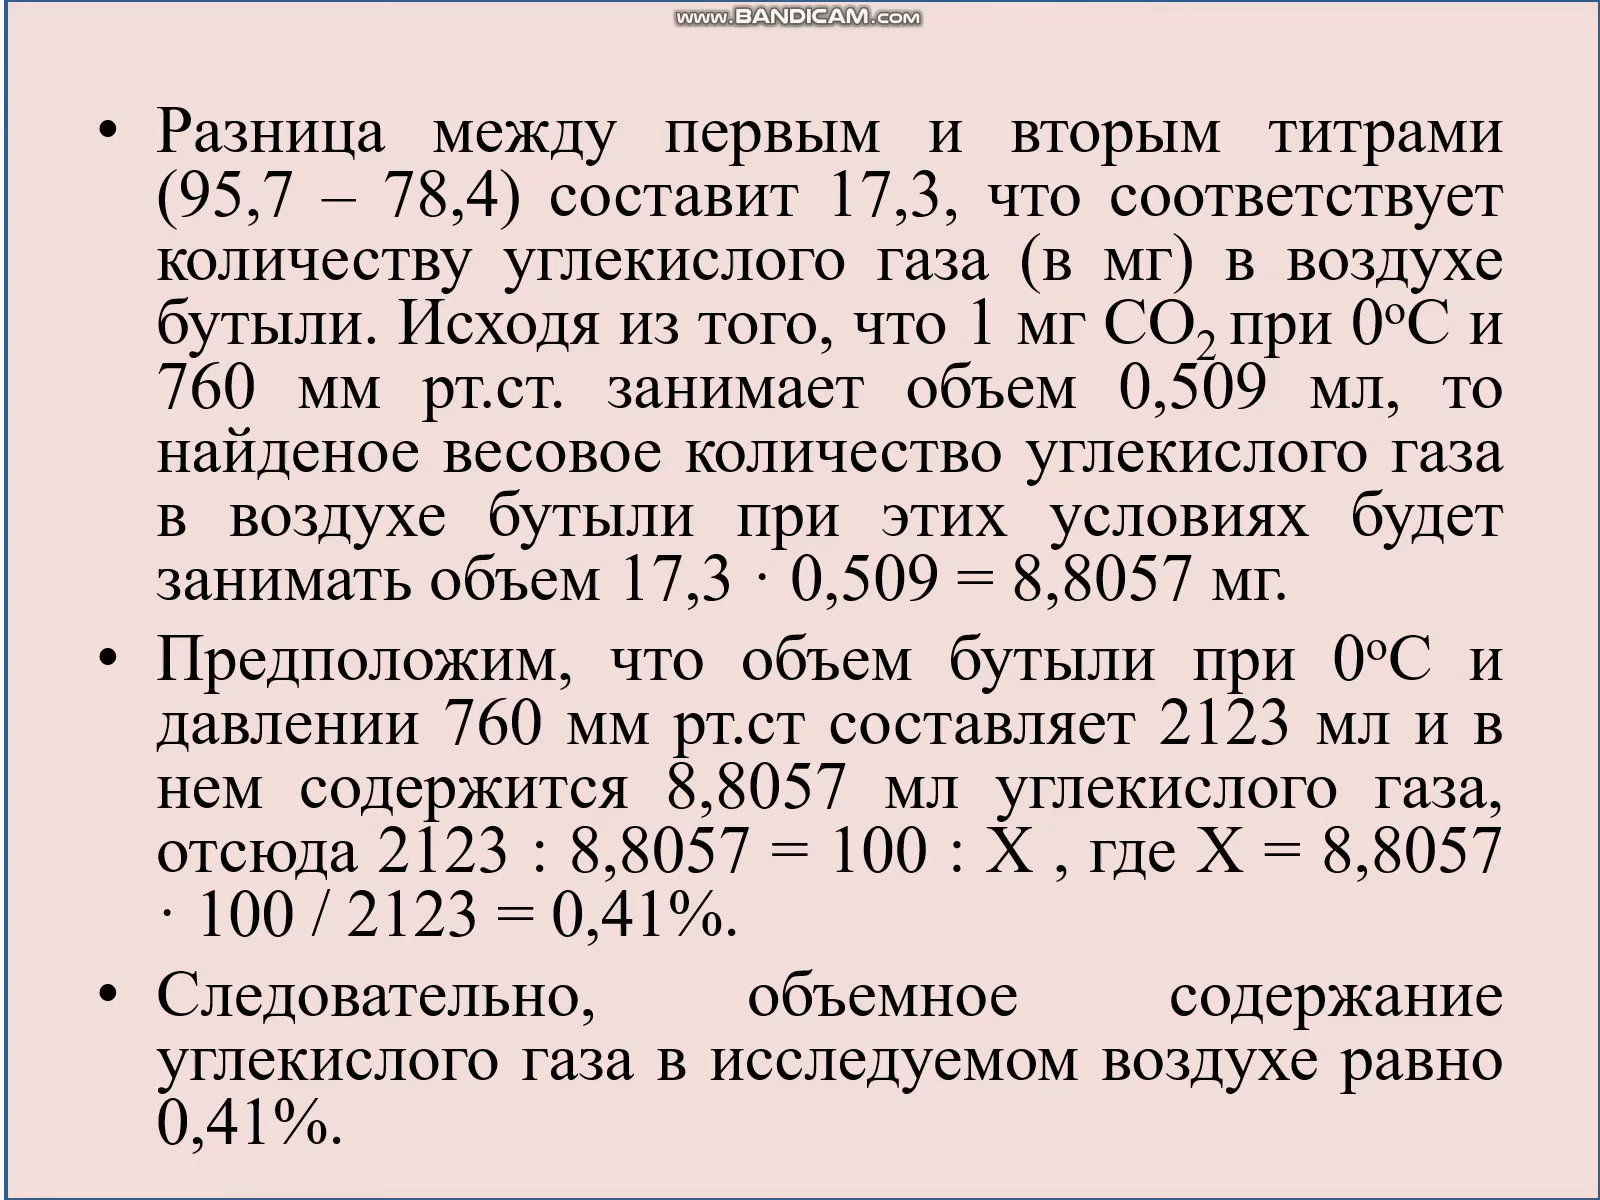 www.BANDICAM.com
• Разница между первым и вторым титрами
(95,7 – 78,4) составит 17,3, что соответствует
количеству углекислого газа (в мг) в воздухе
бутыли. Исходя из того, что 1 мг СО₂ при 0ᵒС и
760 мм рт.ст. занимает объем 0,509 мл, то
найденое весовое количество углекислого газа
в воздухе бутыли при этих условиях будет
занимать объем 17,3 · 0,509 = 8,8057 мг.
• Предположим, что объем бутыли при 0ᵒС и
давлении 760 мм рт.ст составляет 2123 мл и в
нем содержится 8,8057 мл углекислого газа,
отсюда 2123 : 8,8057 = 100 : Х , где Х = 8,8057
· 100 / 2123 = 0,41%.
• Следовательно, объемное содержание
углекислого газа в исследуемом воздухе равно
0,41%.